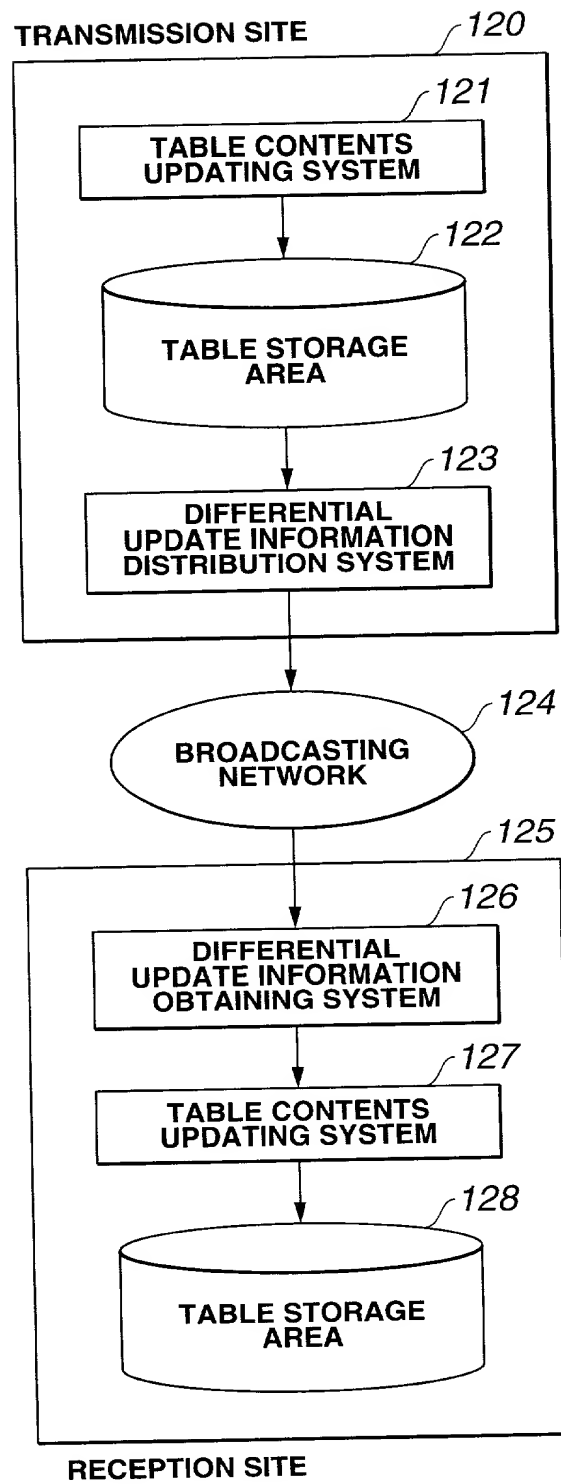 TRANSMISSION SITE
120
121
TABLE CONTENTS
UPDATING SYSTEM
122
TABLE STORAGE
AREA
123
DIFFERENTIAL
UPDATE INFORMATION
DISTRIBUTION SYSTEM
124
BROADCASTING
NETWORK
125
126
DIFFERENTIAL
UPDATE INFORMATION
OBTAINING SYSTEM
127
TABLE CONTENTS
UPDATING SYSTEM
128
TABLE STORAGE
AREA
RECEPTION SITE